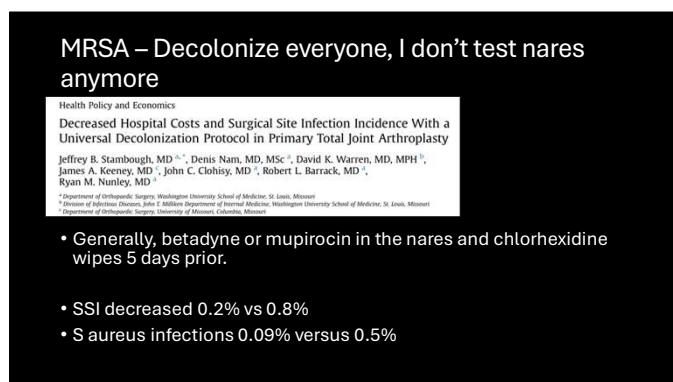 MRSA – Decolonize everyone, I don't test nares
anymore
Health Policy and Economics
Decreased Hospital Costs and Surgical Site Infection Incidence With a
Universal Decolonization Protocol in Primary Total Joint Arthroplasty
Jeffrey B. Stambough, MD a, *, Denis Nam, MD, MSc a, David K. Warren, MD, MPH b,
James A. Keeney, MD c, John C. Clohisy, MD a, Robert L. Barrack, MD a,
Ryan M. Nunley, MD a
a Department of Orthopaedic Surgery, Washington University School of Medicine, St. Louis, Missouri
b Division of Infectious Diseases, John T. Milliken Department of Internal Medicine, Washington University School of Medicine, St. Louis, Missouri
c Department of Orthopaedic Surgery, University of Missouri, Columbia, Missouri
• Generally, betadyne or mupirocin in the nares and chlorhexidine
wipes 5 days prior.
• SSI decreased 0.2% vs 0.8%
• S aureus infections 0.09% versus 0.5%